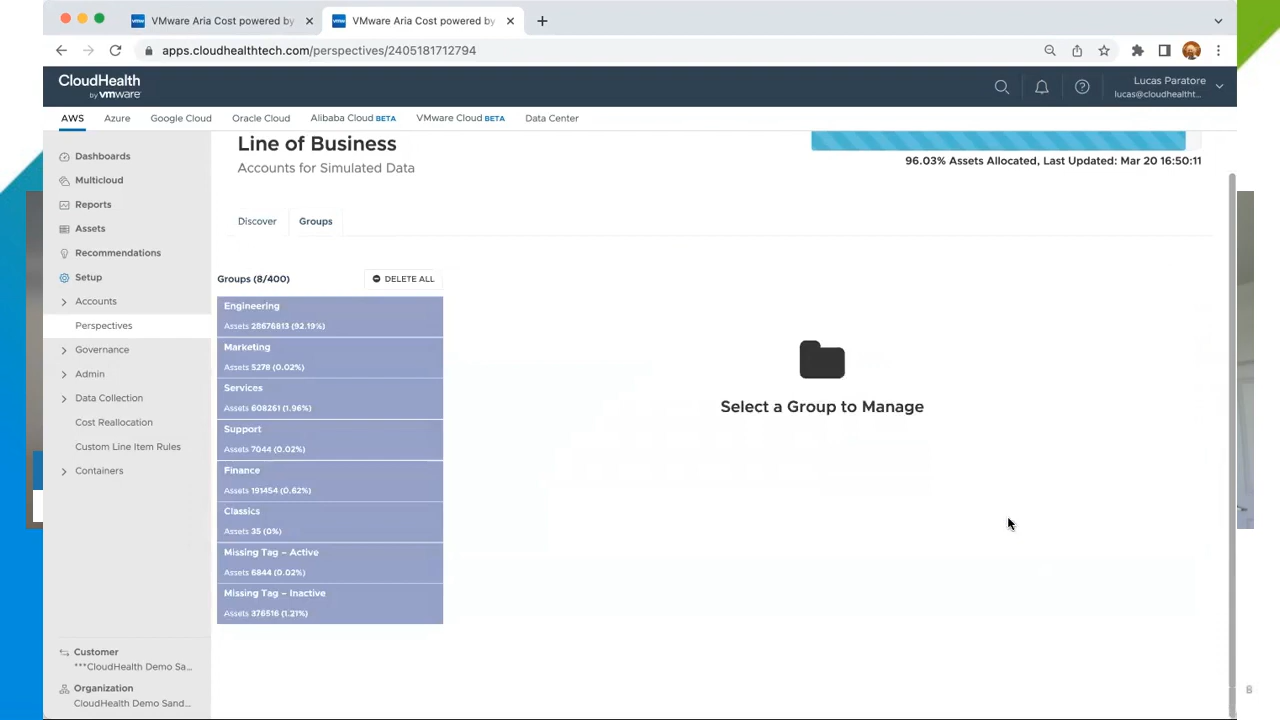 VMware Aria Cost powered by
VMware Aria Cost powered by
apps.cloudhealthtech.com/perspectives/2405181712794
CloudHealth
by vmware
Lucas Paratore
lucas@cloudhealtht...
AWS
Azure
Google Cloud
Oracle Cloud
Alibaba Cloud BETA
VMware Cloud BETA
Data Center
Dashboards
Multicloud
Reports
Assets
Recommendations
Setup
Accounts
Perspectives
Governance
Admin
Data Collection
Cost Reallocation
Custom Line Item Rules
Containers
Customer
***CloudHealth Demo Sa...
Organization
CloudHealth Demo Sand...
Line of Business
Accounts for Simulated Data
96.03% Assets Allocated, Last Updated: Mar 20 16:50:11
Discover
Groups
Groups (8/400)
DELETE ALL
Engineering
Assets 28676813 (92.19%)
Marketing
Assets 5278 (0.02%)
Services
Assets 608261 (1.96%)
Support
Assets 7044 (0.02%)
Finance
Assets 191454 (0.62%)
Classics
Assets 35 (0%)
Missing Tag – Active
Assets 6844 (0.02%)
Missing Tag – Inactive
Assets 376516 (1.21%)
Select a Group to Manage
8